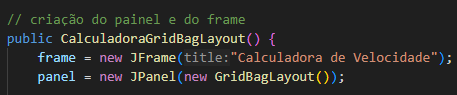 // criação do painel e do frame
public CalculadoraGridBagLayout() {
frame = new JFrame(title:"Calculadora de Velocidade");
panel = new JPanel(new GridBagLayout());